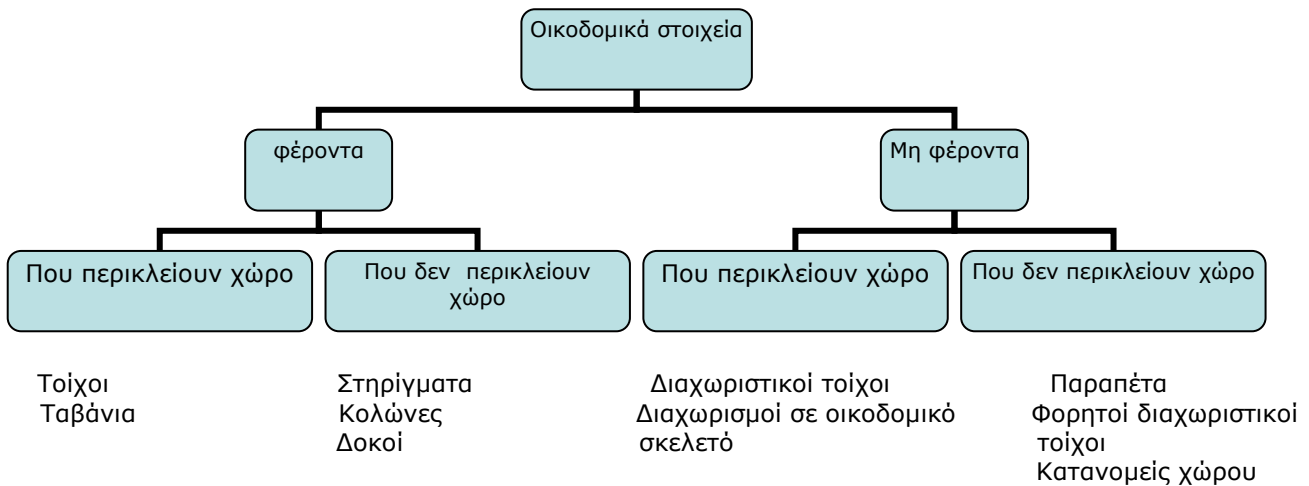 Οικοδομικά στοιχεία
φέροντα
Μη φέροντα
Που περικλείουν χώρο
Που δεν περικλείουν
χώρο
Που περικλείουν χώρο
Που δεν περικλείουν χώρο
Τοίχοι
Ταβάνια
Στηρίγματα
Κολώνες
Δοκοί
Διαχωριστικοί τοίχοι
Διαχωρισμοί σε οικοδομικό
σκελετό
Παραπέτα
Φορητοί διαχωριστικοί
τοίχοι
Κατανομείς χώρου